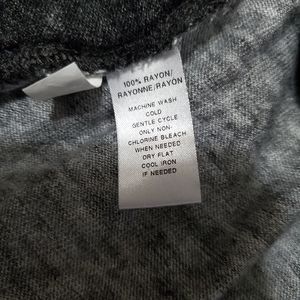 100% RAYON/
RAYONNE/RAYON
MACHINE WASH
COLD
GENTLE CYCLE
ONLY NON-
CHLORINE BLEACH
WHEN NEEDED
DRY FLAT
COOL IRON
IF NEEDED